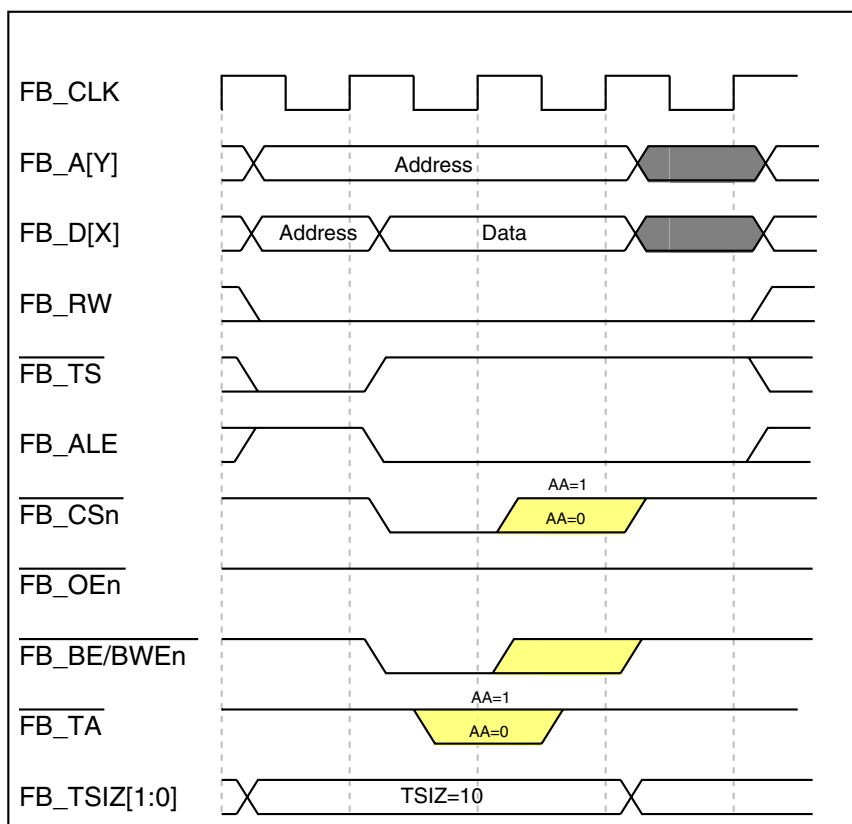 FB_CLK
FB_A[Y]
Address
FB_D[X]
Address
Data
FB_RW
FB_TS
FB_ALE
AA=1
FB_CSn
AA=0
FB_OEn
FB_BE/BWEn
AA=1
FB_TA
AA=0
FB_TSIZ[1:0]
TSIZ=10